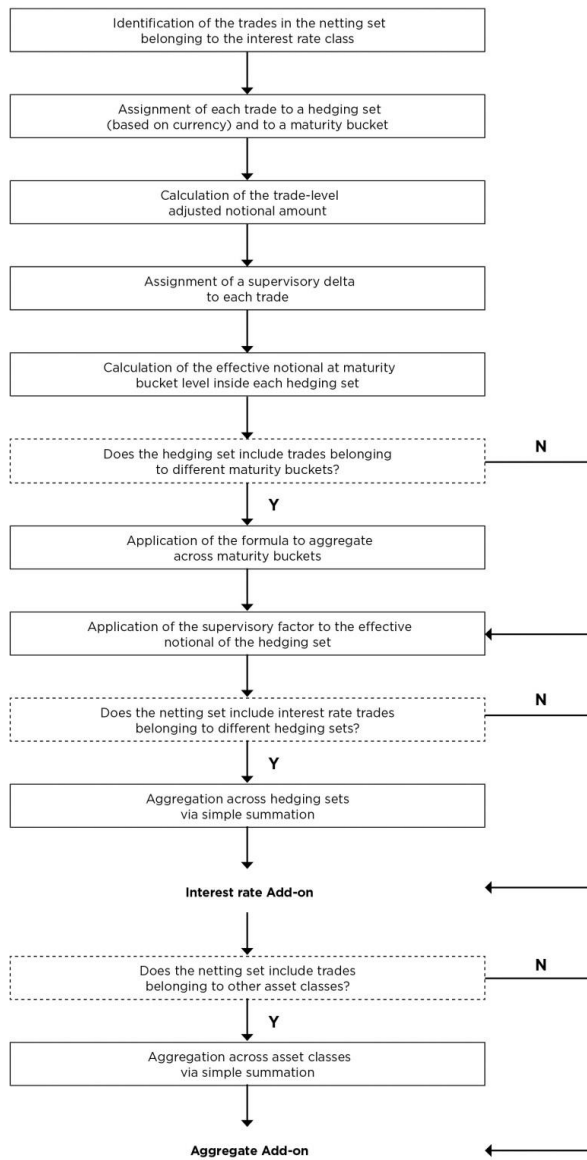 Identification of the trades in the netting set
belonging to the interest rate class
Assignment of each trade to a hedging set
(based on currency) and to a maturity bucket
Calculation of the trade-level
adjusted notional amount
Assignment of a supervisory delta
to each trade
Calculation of the effective notional at maturity
bucket level inside each hedging set
Does the hedging set include trades belonging
to different maturity buckets?
N
Y
Application of the formula to aggregate
across maturity buckets
Application of the supervisory factor to the effective
notional of the hedging set
Does the netting set include interest rate trades
belonging to different hedging sets?
N
Y
Aggregation across hedging sets
via simple summation
Interest rate Add-on
Does the netting set include trades
belonging to other asset classes?
N
Y
Aggregation across asset classes
via simple summation
Aggregate Add-on